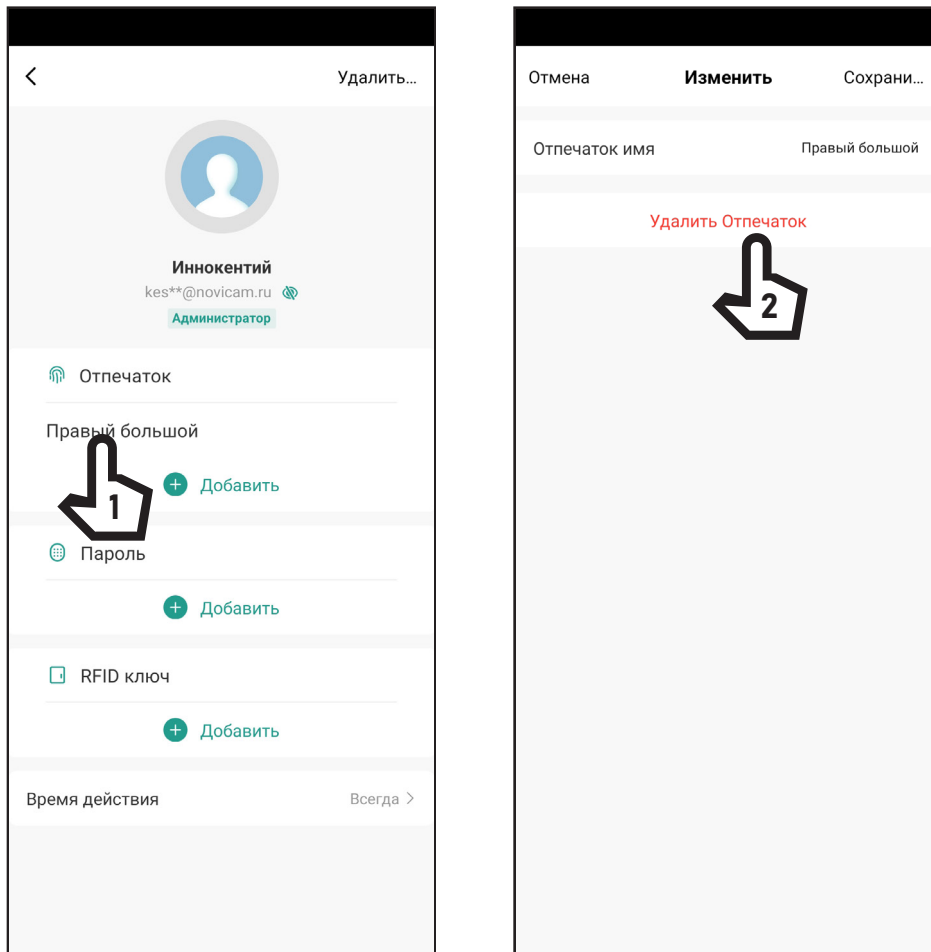 Удалить...
Иннокентий
kes**@novicam.ru
Администратор
Отпечаток
Правый большой
Добавить
1
Пароль
Добавить
RFID ключ
Добавить
Время действия
Всегда
Отмена
Изменить
Сохрани...
Отпечаток имя
Правый большой
Удалить Отпечаток
2